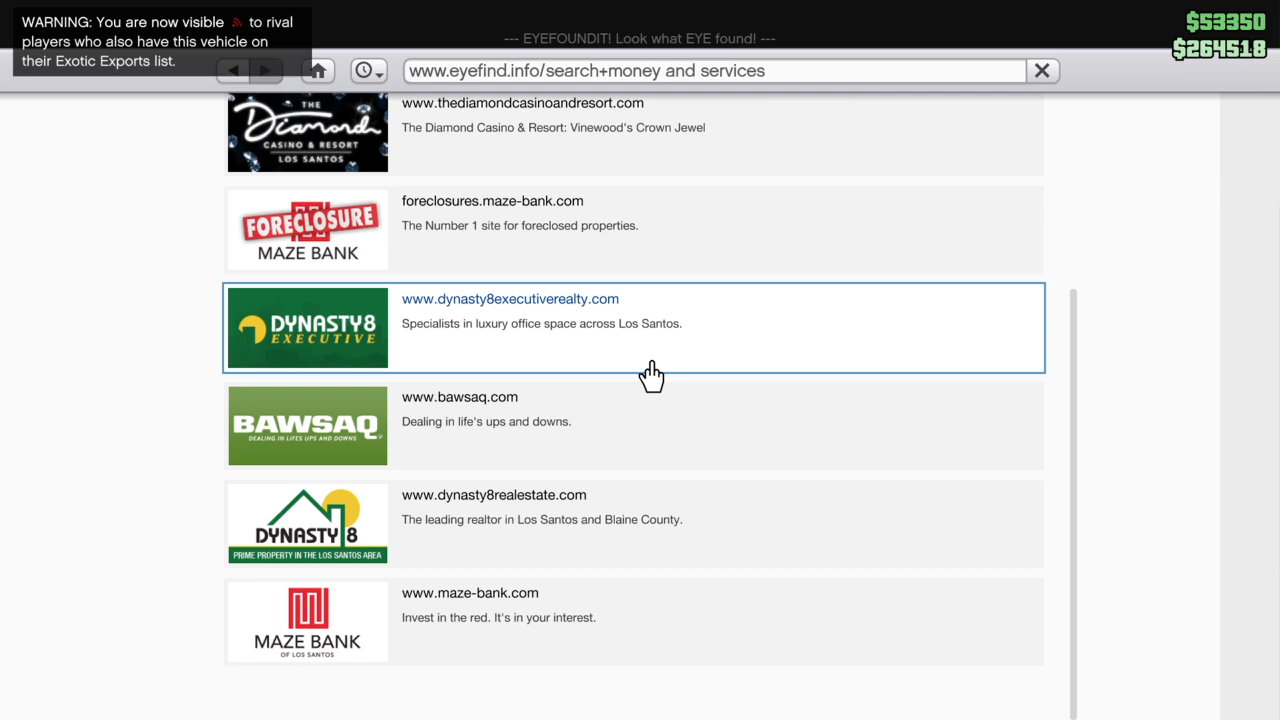 WARNING: You are now visible to rival
players who also have this vehicle on
their Exotic Exports list.
--- EYEFOUNDIT! Look what EYE found! ---
$53350
$264518
www.eyefind.info/search+money and services
THE
Diamond
CASINO & RESORT
LOS SANTOS
www.thediamondcasinoandresort.com
The Diamond Casino & Resort: Vinewood's Crown Jewel
FORECLOSURE
MAZE BANK
foreclosures.maze-bank.com
The Number 1 site for foreclosed properties.
DYNASTY8
EXECUTIVE
www.dynasty8executiverealty.com
Specialists in luxury office space across Los Santos.
BAWSAQ
DEALING IN LIFES UPS AND DOWNS
www.bawsaq.com
Dealing in life's ups and downs.
DYNASTY 8
PRIME PROPERTY IN THE LOS SANTOS AREA
www.dynasty8realestate.com
The leading realtor in Los Santos and Blaine County.
MAZE BANK
OF LOS SANTOS
www.maze-bank.com
Invest in the red. It's in your interest.